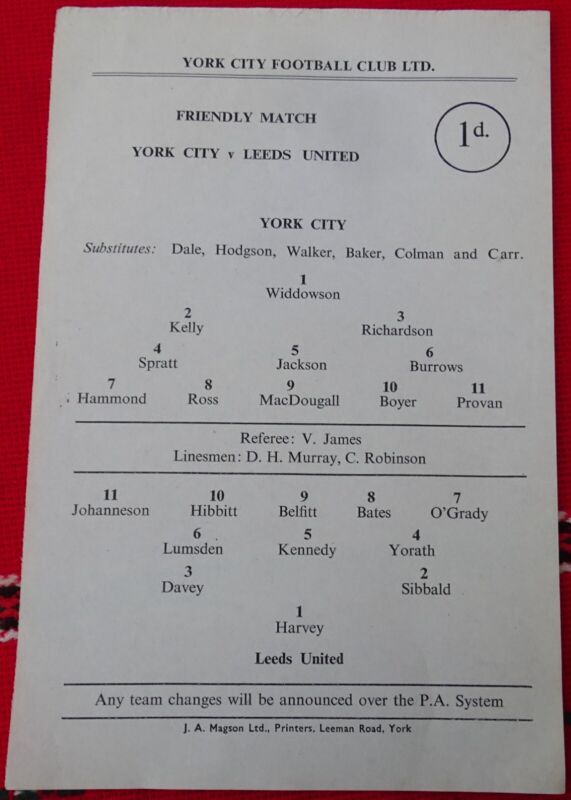 YORK CITY FOOTBALL CLUB LTD.
FRIENDLY MATCH
1d.
YORK CITY v LEEDS UNITED
YORK CITY
Substitutes: Dale, Hodgson, Walker, Baker, Colman and Carr.
1
Widdowson
2 3
Kelly Richardson
4 5 6
Spratt Jackson Burrows
7 8 9 10 11
Hammond Ross MacDougall Boyer Provan
Referee: V. James
Linesmen: D. H. Murray, C. Robinson
11 10 9 8 7
Johanneson Hibbitt Belfitt Bates O'Grady
6 5 4
Lumsden Kennedy Yorath
3 2
Davey Sibbald
1
Harvey
Leeds United
Any team changes will be announced over the P.A. System
J. A. Magson Ltd., Printers, Leeman Road, York